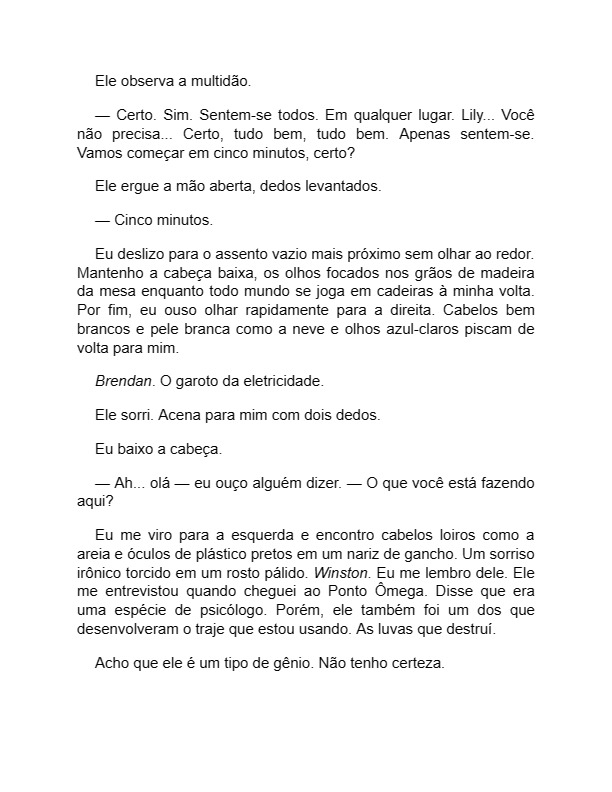 Ele observa a multidão.
— Certo. Sim. Sentem-se todos. Em qualquer lugar. Lily... Você
não precisa... Certo, tudo bem, tudo bem. Apenas sentem-se.
Vamos começar em cinco minutos, certo?
Ele ergue a mão aberta, dedos levantados.
— Cinco minutos.
Eu deslizo para o assento vazio mais próximo sem olhar ao redor.
Mantenho a cabeça baixa, os olhos focados nos grãos de madeira
da mesa enquanto todo mundo se joga em cadeiras à minha volta.
Por fim, eu ouso olhar rapidamente para a direita. Cabelos bem
brancos e pele branca como a neve e olhos azul-claros piscam de
volta para mim.
Brendan. O garoto da eletricidade.
Ele sorri. Acena para mim com dois dedos.
Eu baixo a cabeça.
— Ah... olá — eu ouço alguém dizer. — O que você está fazendo
aqui?
Eu me viro para a esquerda e encontro cabelos loiros como a
areia e óculos de plástico pretos em um nariz de gancho. Um sorriso
irônico torcido em um rosto pálido. Winston. Eu me lembro dele. Ele
me entrevistou quando cheguei ao Ponto Ômega. Disse que era
uma espécie de psicólogo. Porém, ele também foi um dos que
desenvolveram o traje que estou usando. As luvas que destruí.
Acho que ele é um tipo de gênio. Não tenho certeza.